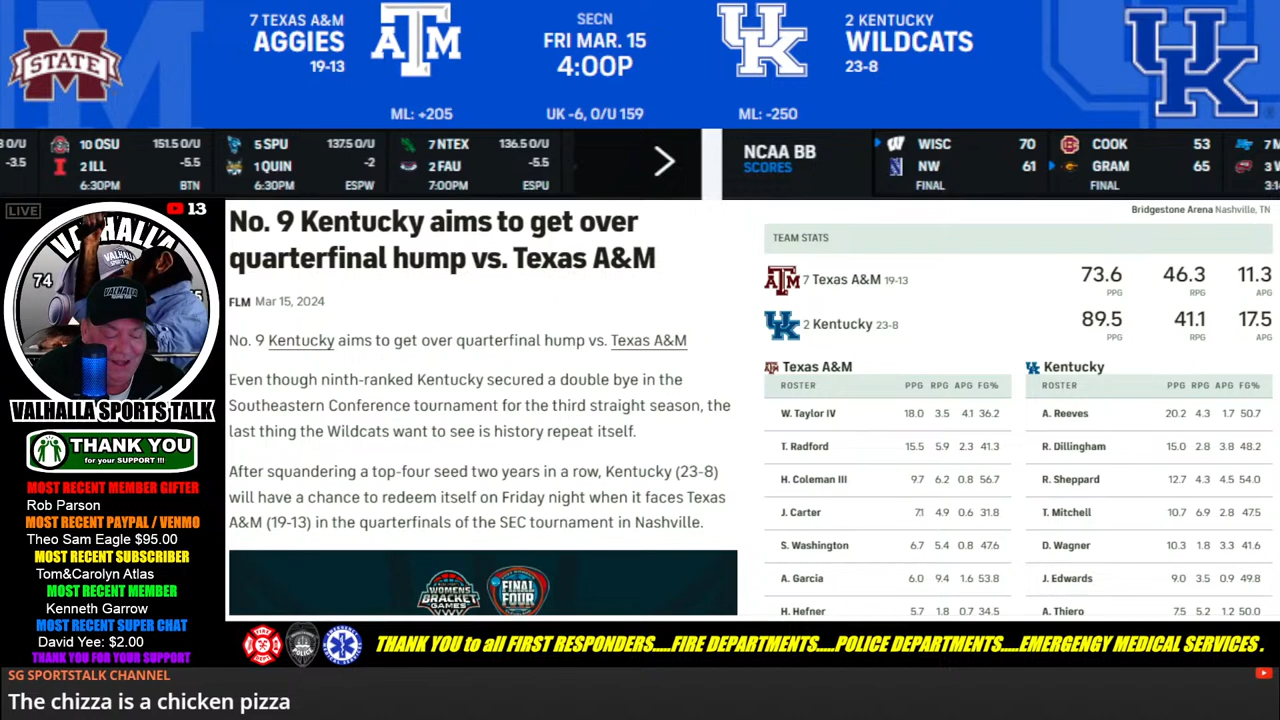 STATE
7 TEXAS A&M
AGGIES
19-13
ATM
ML: +205
SECN
FRI MAR. 15
4:00P
UK -6, O/U 159
UK
2 KENTUCKY
WILDCATS
23-8
ML: -250
UK
3 O/U
-3.5
10 OSU 151.5 O/U
2 ILL -5.5
6:30PM BTN
5 SPU 137.5 O/U
1 QUIN -2
6:30PM ESPW
7 NTEX 136.5 O/U
2 FAU -5.5
7:00PM ESPU
NCAA BB
SCORES
WISC 70
NW 61
FINAL
COOK 53
GRAM 65
FINAL
LIVE
13
VALHALLA
74
VALHALLA
VALHALLA
VALHALLA SPORTS TALK
THANK YOU
for your SUPPORT !!!
MOST RECENT MEMBER GIFTER
Rob Parson
MOST RECENT PAYPAL / VENMO
Theo Sam Eagle $95.00
MOST RECENT SUBSCRIBER
Tom&Carolyn Atlas
MOST RECENT MEMBER
Kenneth Garrow
MOST RECENT SUPER CHAT
David Yee: $2.00
THANK YOU FOR YOUR SUPPORT
No. 9 Kentucky aims to get over
quarterfinal hump vs. Texas A&M
FLM Mar 15, 2024
No. 9 Kentucky aims to get over quarterfinal hump vs. Texas A&M
Even though ninth-ranked Kentucky secured a double bye in the
Southeastern Conference tournament for the third straight season, the
last thing the Wildcats want to see is history repeat itself.
After squandering a top-four seed two years in a row, Kentucky (23-8)
will have a chance to redeem itself on Friday night when it faces Texas
A&M (19-13) in the quarterfinals of the SEC tournament in Nashville.
WOMENS
BRACKET
GAMES
FINAL
FOUR
Bridgestone Arena Nashville, TN
TEAM STATS
7 Texas A&M 19-13 73.6 46.3 11.3
PPG RPG APG
2 Kentucky 23-8 89.5 41.1 17.5
PPG RPG APG
Texas A&M
ROSTER PPG RPG APG FG%
W. Taylor IV 18.0 3.5 4.1 36.2
T. Radford 15.5 5.9 2.3 41.3
H. Coleman III 9.7 6.2 0.8 56.7
J. Carter 7.1 4.9 0.6 31.8
S. Washington 6.7 5.4 0.8 47.6
A. Garcia 6.0 9.4 1.6 53.8
H. Hefner 5.7 1.8 0.7 34.5
Kentucky
ROSTER PPG RPG APG FG%
A. Reeves 20.2 4.3 1.7 50.7
R. Dillingham 15.0 2.8 3.8 48.2
R. Sheppard 12.7 4.3 4.5 54.0
T. Mitchell 10.7 6.9 2.8 47.5
D. Wagner 10.3 1.8 3.3 41.6
J. Edwards 9.0 3.5 0.9 49.8
A. Thiero 7.5 5.2 1.2 50.0
THANK YOU to all FIRST RESPONDERS.....FIRE DEPARTMENTS.....POLICE DEPARTMENTS.....EMERGENGY MEDICAL SERVICES .
SG SPORTSTALK CHANNEL
The chizza is a chicken pizza